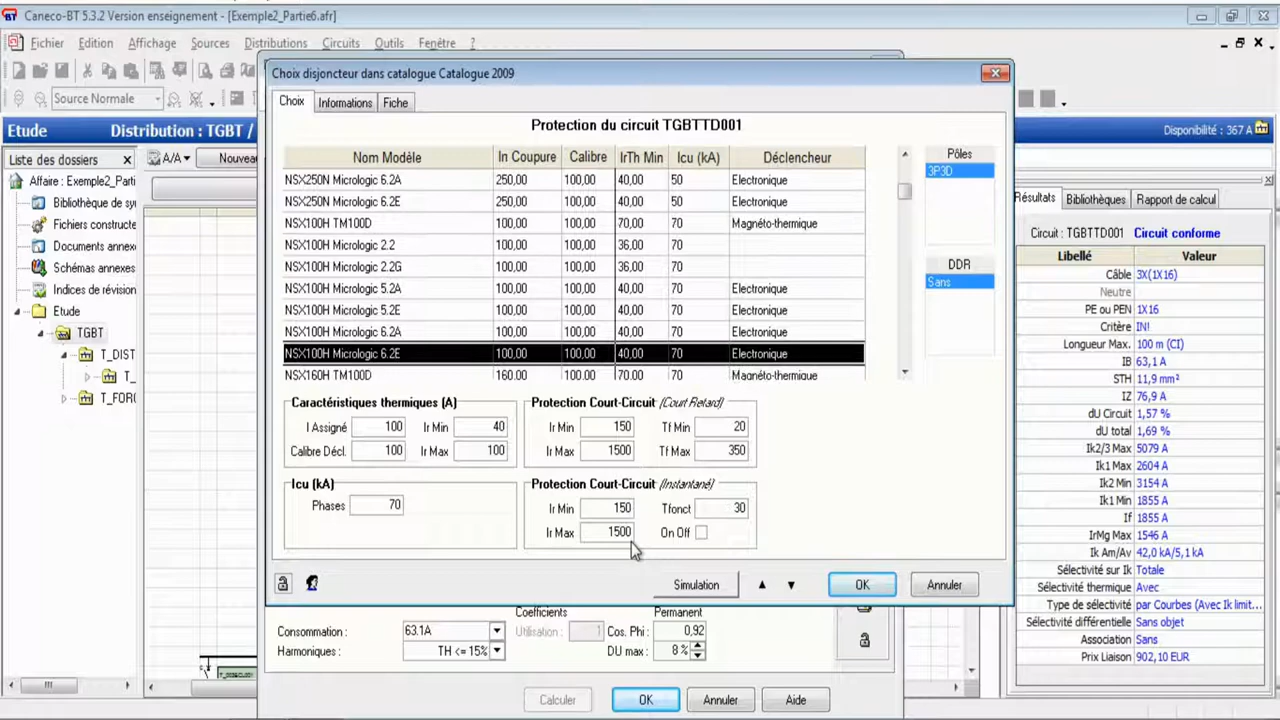 Caneco-BT 5.3.2 Version enseignement - [Exemple2_Partie6.afr]
Fichier Edition Affichage Sources Distributions Circuits Outils Fenêtre ?
Source Normale
Etude Distribution : TGBT / Disponibilité : 367 A
Liste des dossiers A/A Nouveau
Affaire : Exemple2_Parti
Bibliothèque de sy
Fichiers constructe
Documents annex
Schémas annexes
Indices de révision
Etude
TGBT
T_DIST
T_
T_FOR
Choix disjoncteur dans catalogue Catalogue 2009
Choix Informations Fiche
Protection du circuit TGBTTD001
Nom Modèle In Coupure Calibre IrTh Min Icu (kA) Déclencheur
NSX250N Micrologic 6.2A 250,00 100,00 40,00 50 Electronique
NSX250N Micrologic 6.2E 250,00 100,00 40,00 50 Electronique
NSX100H TM100D 100,00 100,00 70,00 70 Magnéto-thermique
NSX100H Micrologic 2.2 100,00 100,00 36,00 70
NSX100H Micrologic 2.2G 100,00 100,00 36,00 70
NSX100H Micrologic 5.2A 100,00 100,00 40,00 70 Electronique
NSX100H Micrologic 5.2E 100,00 100,00 40,00 70 Electronique
NSX100H Micrologic 6.2A 100,00 100,00 40,00 70 Electronique
NSX100H Micrologic 6.2E 100,00 100,00 40,00 70 Electronique
NSX160H TM100D 160,00 100,00 70,00 70 Magnéto-thermique
Pôles
3P3D
DDR
Sans
Caractéristiques thermiques (A)
I Assigné 100 Ir Min 40
Calibre Décl. 100 Ir Max 100
Protection Court-Circuit (Court Retard)
Ir Min 150 Tf Min 20
Ir Max 1500 Tf Max 350
Icu (kA)
Phases 70
Protection Court-Circuit (Instantané)
Ir Min 150 Tfonct 30
Ir Max 1500 On Off
Simulation OK Annuler
Coefficients Permanent
Consommation : 63.1A Utilisation : 1 Cos. Phi : 0,92
Harmoniques : TH <= 15% DU max : 8 %
Calculer OK Annuler Aide
Résultats Bibliothèques Rapport de calcul
Circuit : TGBTTD001 Circuit conforme
Libellé Valeur
Câble 3X(1X16)
Neutre
PE ou PEN 1X16
Critère IN!
Longueur Max. 100 m (CI)
IB 63,1 A
STH 11,9 mm²
IZ 76,9 A
dU Circuit 1,57 %
dU total 1,69 %
Ik2/3 Max 5079 A
Ik1 Max 2604 A
Ik2 Min 3154 A
Ik1 Min 1855 A
If 1855 A
IrMg Max 1546 A
Ik Am/Av 42,0 kA/5,1 kA
Sélectivité sur Ik Totale
Sélectivité thermique Avec
Type de sélectivité par Courbes (Avec Ik limit...
Sélectivité différentielle Sans objet
Association Sans
Prix Liaison 902,10 EUR